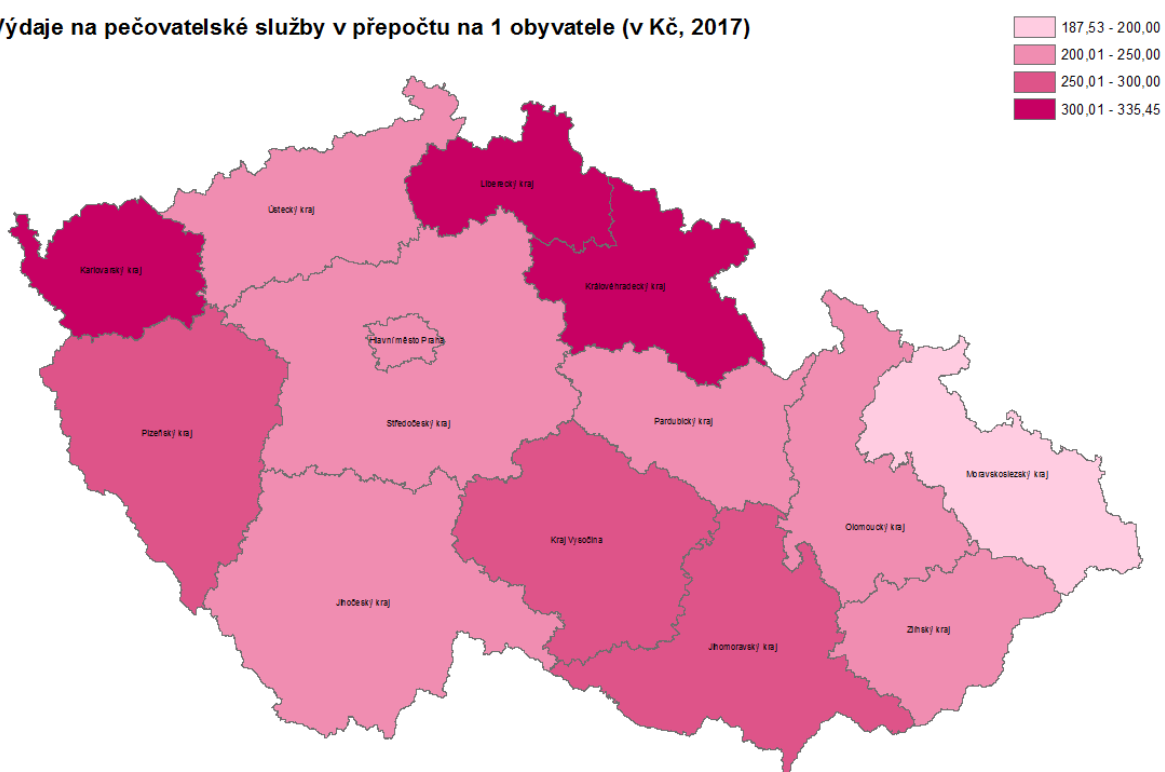 Výdaje na pečovatelské služby v přepočtu na 1 obyvatele (v Kč, 2017)
187,53 - 200,00
200,01 - 250,00
250,01 - 300,00
300,01 - 335,45
Liberecký kraj
Ústecký kraj
Karlovarský kraj
Královéhradecký kraj
Hlavní město Praha
Středočeský kraj
Pardubický kraj
Plzeňský kraj
Moravskoslezský kraj
Olomoucký kraj
Kraj Vysočina
Jihočeský kraj
Zlínský kraj
Jihomoravský kraj